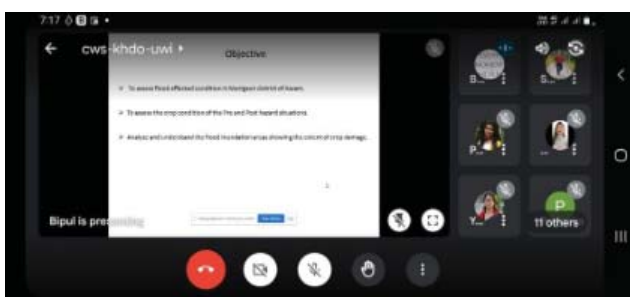 7:17
cws-khdo-uwi
Objective
To assess flood affected condition in Morigaon district of Assam.
To assess the crop condition of the Pre and Post hazard situations.
Analyse and understand the flood inundation areas showing the extent of crop damage.
Bipul is presenting
B...
S...
P...
Y...
P
11 others